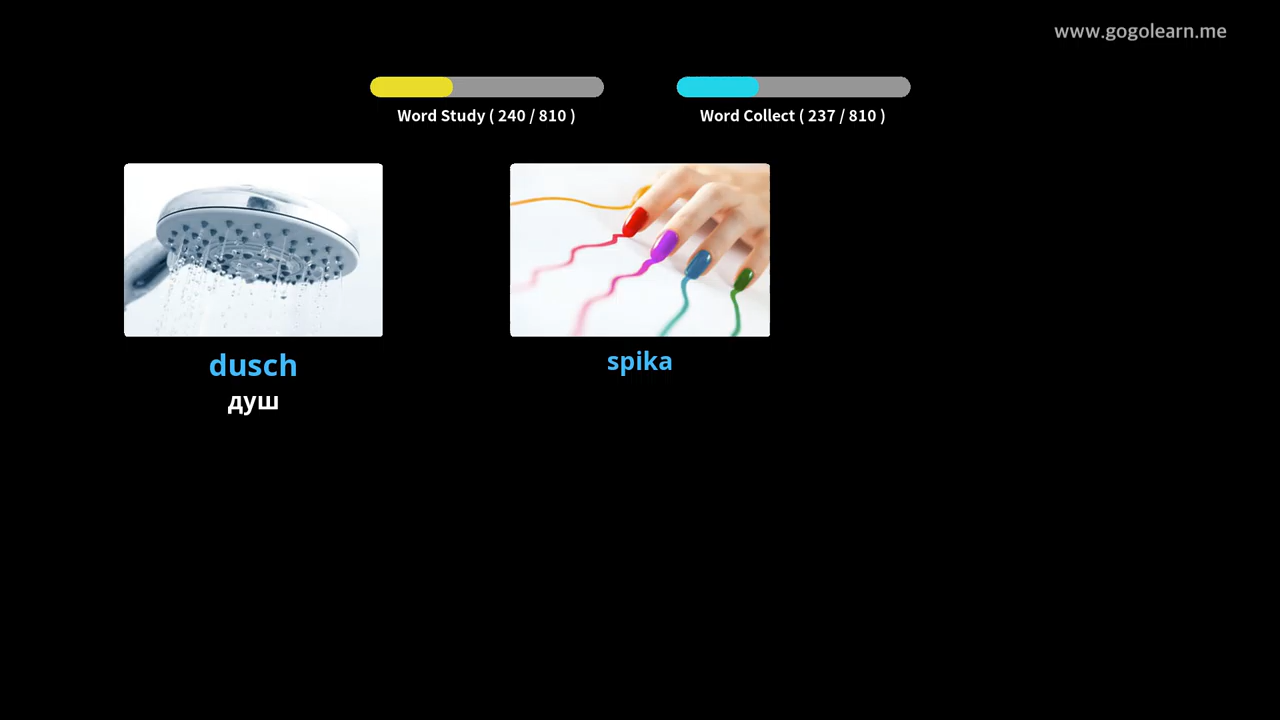 www.gogolearn.me
Word Study ( 240 / 810 )
Word Collect ( 237 / 810 )
dusch
душ
spika